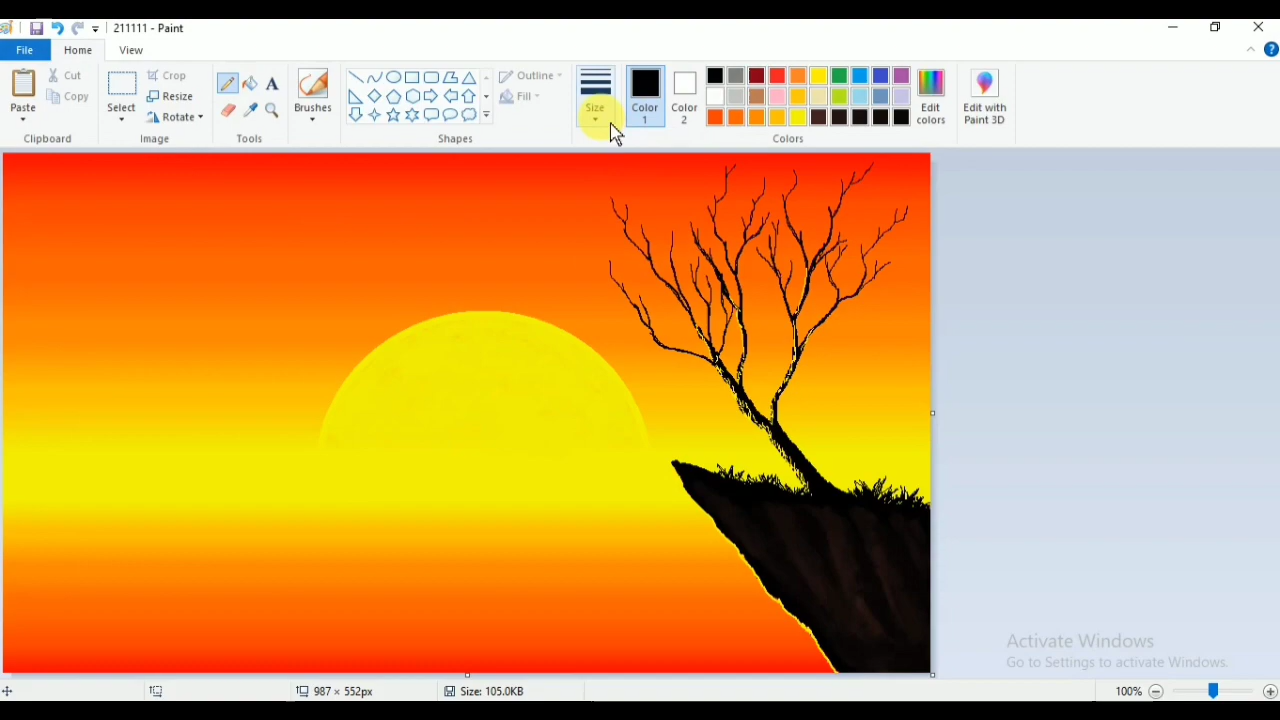 211111 - Paint
File Home View
Paste
Cut
Copy
Clipboard
Select
Crop
Resize
Rotate
Image
A
Tools
Brushes
Shapes
Outline
Fill
Size
Color 1
Color 2
Colors
Edit colors
Edit with Paint 3D
?
Activate Windows
Go to Settings to activate Windows.
987 × 552px
Size: 105.0KB
100%